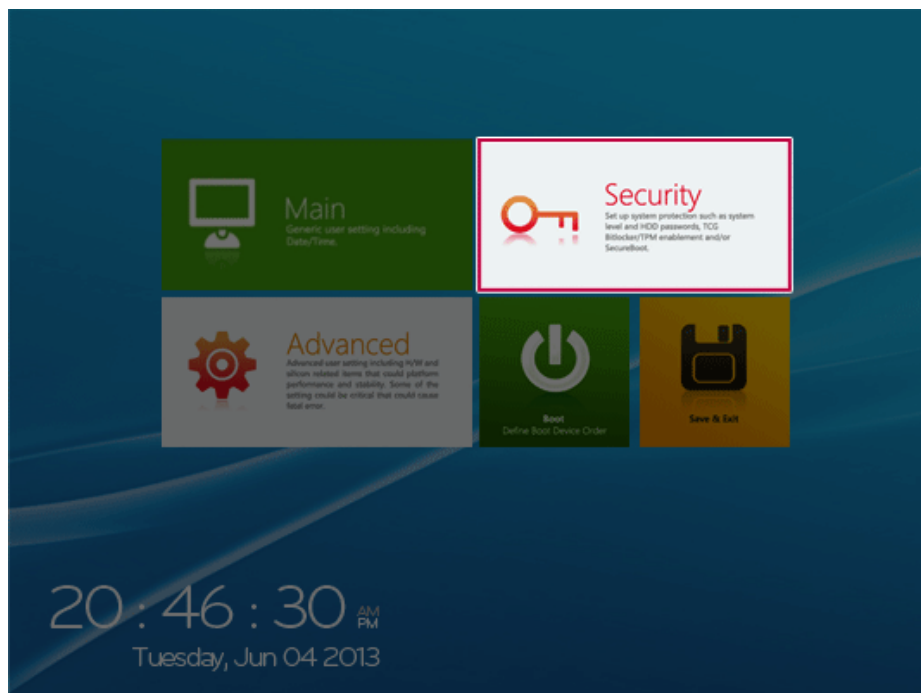 Main
Generic user setting including
Date/Time.
Security
Set up system protection such as system
level and HDD passwords, TCG
Bitlocker/TPM enablement and/or
SecureBoot.
Advanced
Advanced user setting including H/W and
silicon related items that could platform
performance and stability. Some of the
setting could be critical that could cause
fatal error.
Boot
Define Boot Device Order
Save & Exit
20 : 46 : 30 AM
PM
Tuesday, Jun 04 2013